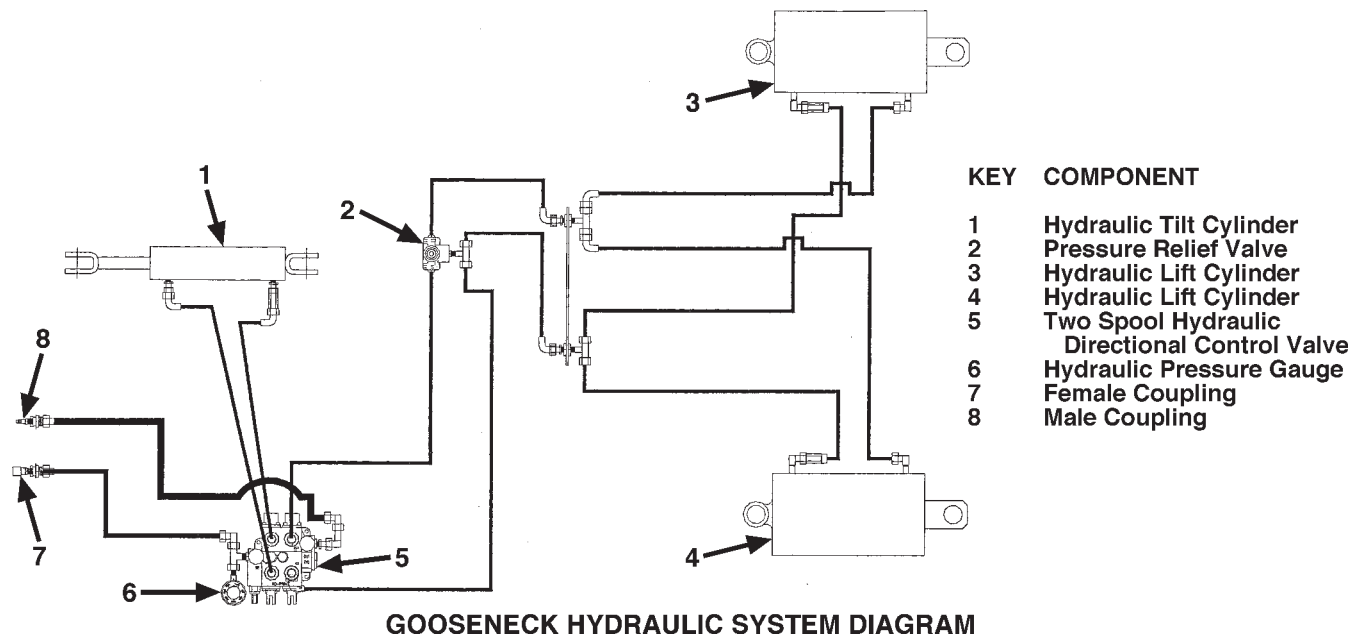 3
1
2
8
7
6
5
4
KEY COMPONENT
1 Hydraulic Tilt Cylinder
2 Pressure Relief Valve
3 Hydraulic Lift Cylinder
4 Hydraulic Lift Cylinder
5 Two Spool Hydraulic
Directional Control Valve
6 Hydraulic Pressure Gauge
7 Female Coupling
8 Male Coupling
GOOSENECK HYDRAULIC SYSTEM DIAGRAM